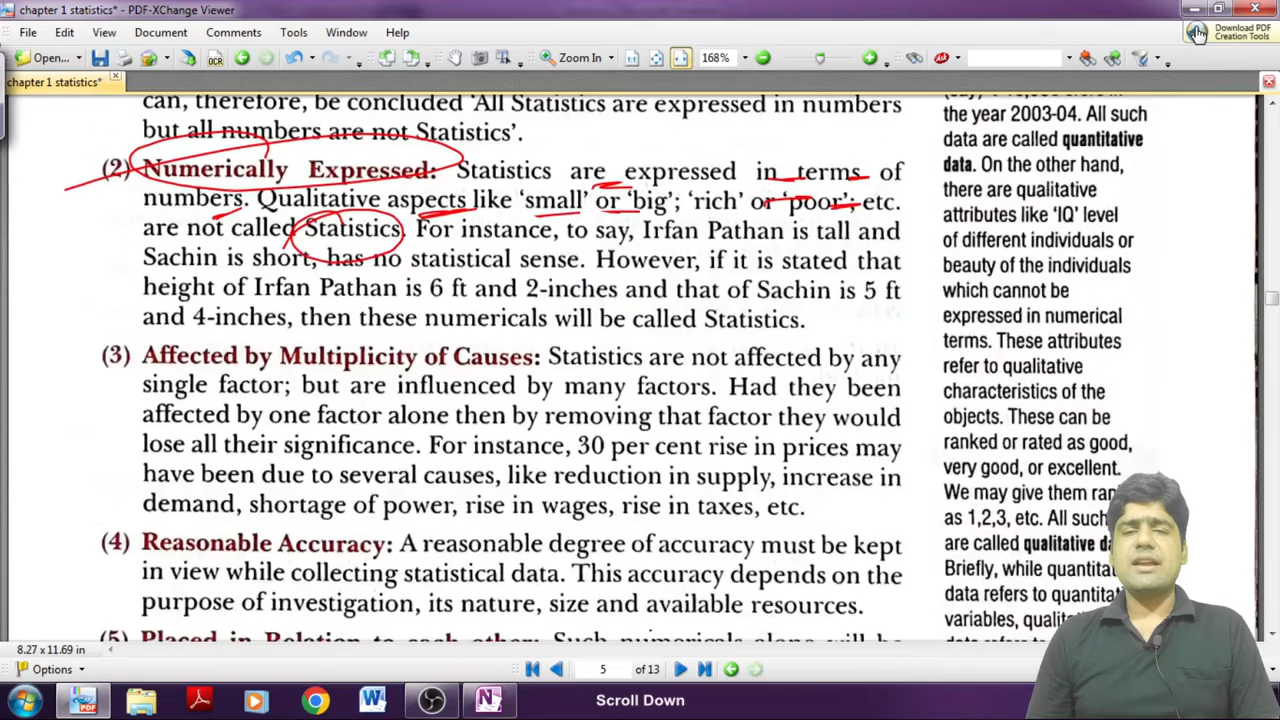 chapter 1 statistics* - PDF-XChange Viewer
File Edit View Document Comments Tools Window Help
Download PDF
Creation Tools
Open...
OCR
Zoom In
168%
chapter 1 statistics*
can, therefore, be concluded 'All Statistics are expressed in numbers
but all numbers are not Statistics'.
(2) Numerically Expressed: Statistics are expressed in terms of
numbers. Qualitative aspects like 'small' or 'big'; 'rich' or 'poor'; etc.
are not called Statistics. For instance, to say, Irfan Pathan is tall and
Sachin is short, has no statistical sense. However, if it is stated that
height of Irfan Pathan is 6 ft and 2-inches and that of Sachin is 5 ft
and 4-inches, then these numericals will be called Statistics.
(3) Affected by Multiplicity of Causes: Statistics are not affected by any
single factor; but are influenced by many factors. Had they been
affected by one factor alone then by removing that factor they would
lose all their significance. For instance, 30 per cent rise in prices may
have been due to several causes, like reduction in supply, increase in
demand, shortage of power, rise in wages, rise in taxes, etc.
(4) Reasonable Accuracy: A reasonable degree of accuracy must be kept
in view while collecting statistical data. This accuracy depends on the
purpose of investigation, its nature, size and available resources.
(5) Placed in Relation to each other: Such numericals alone will be
the year 2003-04. All such
data are called quantitative
data. On the other hand,
there are qualitative
attributes like 'IQ' level
of different individuals or
beauty of the individuals
which cannot be
expressed in numerical
terms. These attributes
refer to qualitative
characteristics of the
objects. These can be
ranked or rated as good,
very good, or excellent.
We may give them ran
as 1,2,3, etc. All such
are called qualitative da
Briefly, while quantita
data refers to quantitat
variables, qualit
8.27 x 11.69 in
Options
5 of 13
Scroll Down